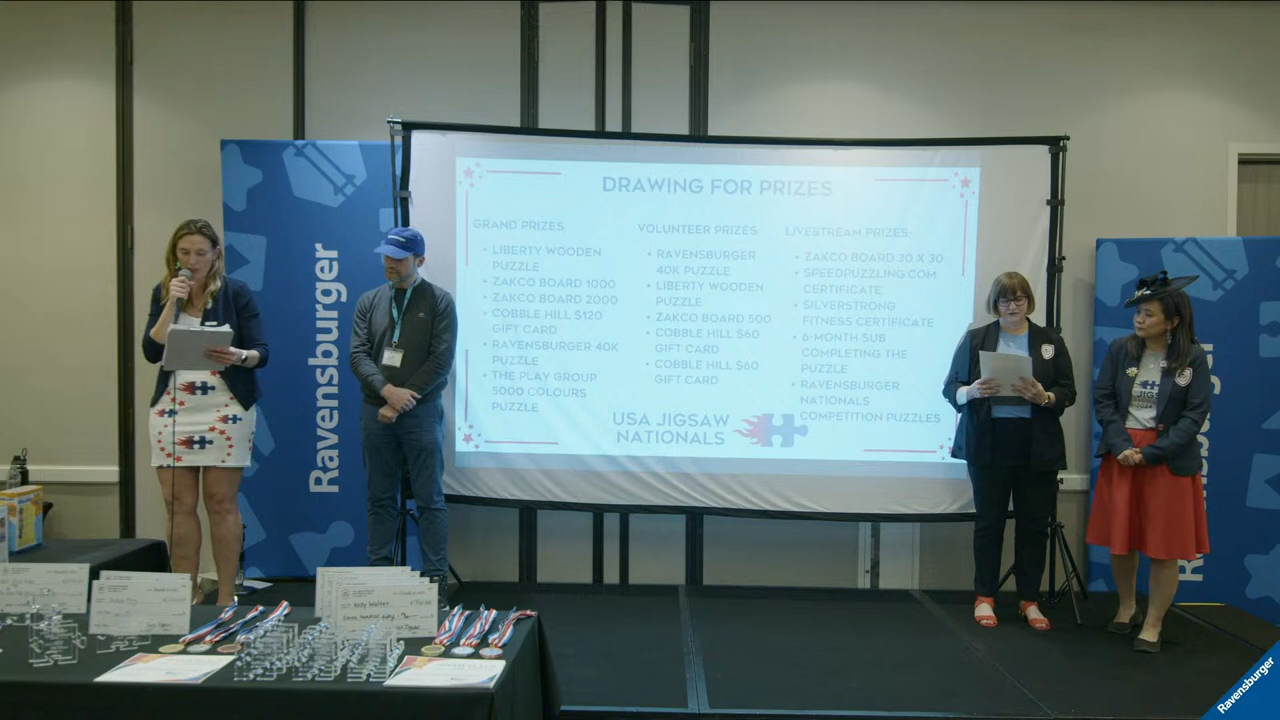 DRAWING FOR PRIZES
GRAND PRIZES:
• LIBERTY WOODEN
PUZZLE
• ZAKCO BOARD 1000
• ZAKCO BOARD 2000
• COBBLE HILL $120
GIFT CARD
• RAVENSBURGER 40K
PUZZLE
• THE PLAY GROUP
5000 COLOURS
PUZZLE
VOLUNTEER PRIZES:
• RAVENSBURGER
40K PUZZLE
• LIBERTY WOODEN
PUZZLE
• ZAKCO BOARD 500
• COBBLE HILL $60
GIFT CARD
• COBBLE HILL $60
GIFT CARD
LIVESTREAM PRIZES:
• ZAKCO BOARD 30 X 30
• SPEEDPUZZLING.COM
CERTIFICATE
• SILVERSTRONG
FITNESS CERTIFICATE
• 6-MONTH SUB
COMPLETING THE
PUZZLE
• RAVENSBURGER
NATIONALS
COMPETITION PUZZLES
USA JIGSAW
NATIONALS
Ravensburger
Ravensburger